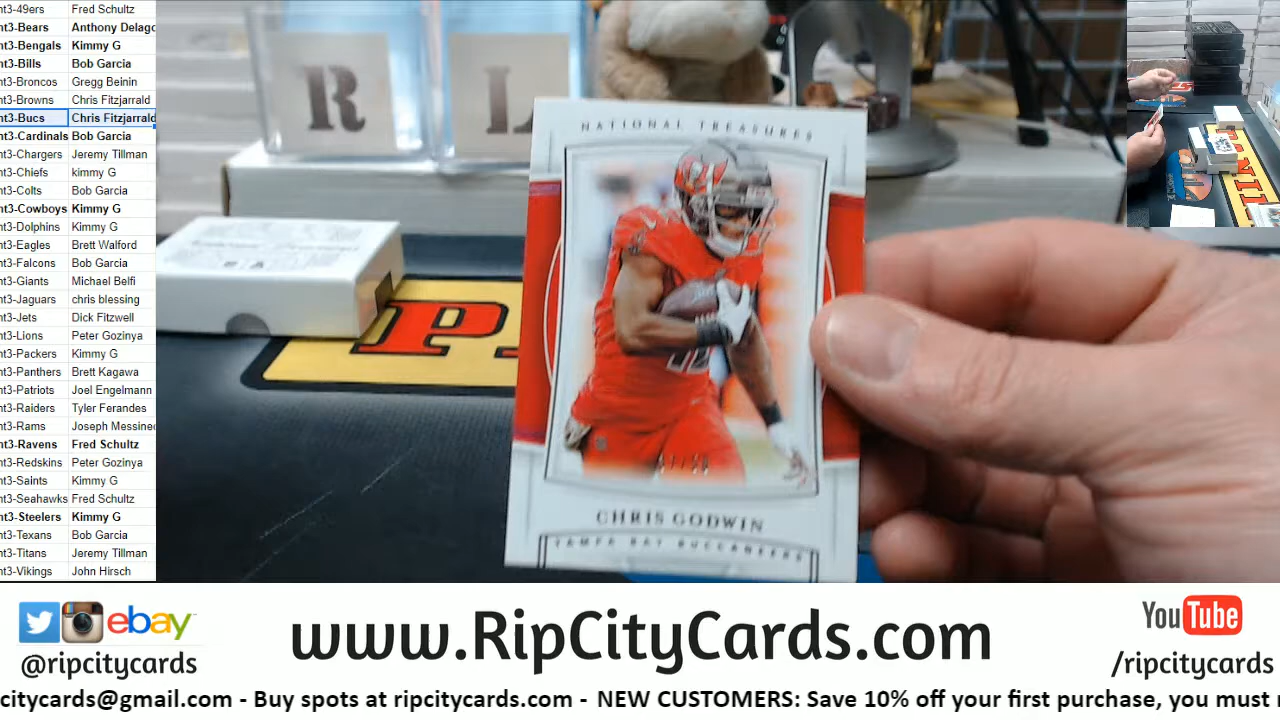 nt3-49ers Fred Schultz
nt3-Bears Anthony Delago
nt3-Bengals Kimmy G
nt3-Bills Bob Garcia
nt3-Broncos Gregg Beinin
nt3-Browns Chris Fitzjarrald
nt3-Bucs Chris Fitzjarrald
nt3-Cardinals Bob Garcia
nt3-Chargers Jeremy Tillman
nt3-Chiefs kimmy G
nt3-Colts Bob Garcia
nt3-Cowboys Kimmy G
nt3-Dolphins Kimmy G
nt3-Eagles Brett Walford
nt3-Falcons Bob Garcia
nt3-Giants Michael Belfi
nt3-Jaguars chris blessing
nt3-Jets Dick Fitzwell
nt3-Lions Peter Gozinya
nt3-Packers Kimmy G
nt3-Panthers Brett Kagawa
nt3-Patriots Joel Engelmann
nt3-Raiders Tyler Ferandes
nt3-Rams Joseph Messineo
nt3-Ravens Fred Schultz
nt3-Redskins Peter Gozinya
nt3-Saints Kimmy G
nt3-Seahawks Fred Schultz
nt3-Steelers Kimmy G
nt3-Texans Bob Garcia
nt3-Titans Jeremy Tillman
nt3-Vikings John Hirsch
R
NATIONAL TREASURES
CHRIS GODWIN
TAMPA BAY BUCCANEERS
ebay
@ripcitycards
www.RipCityCards.com
YouTube
/ripcitycards
citycards@gmail.com - Buy spots at ripcitycards.com - NEW CUSTOMERS: Save 10% off your first purchase, you must